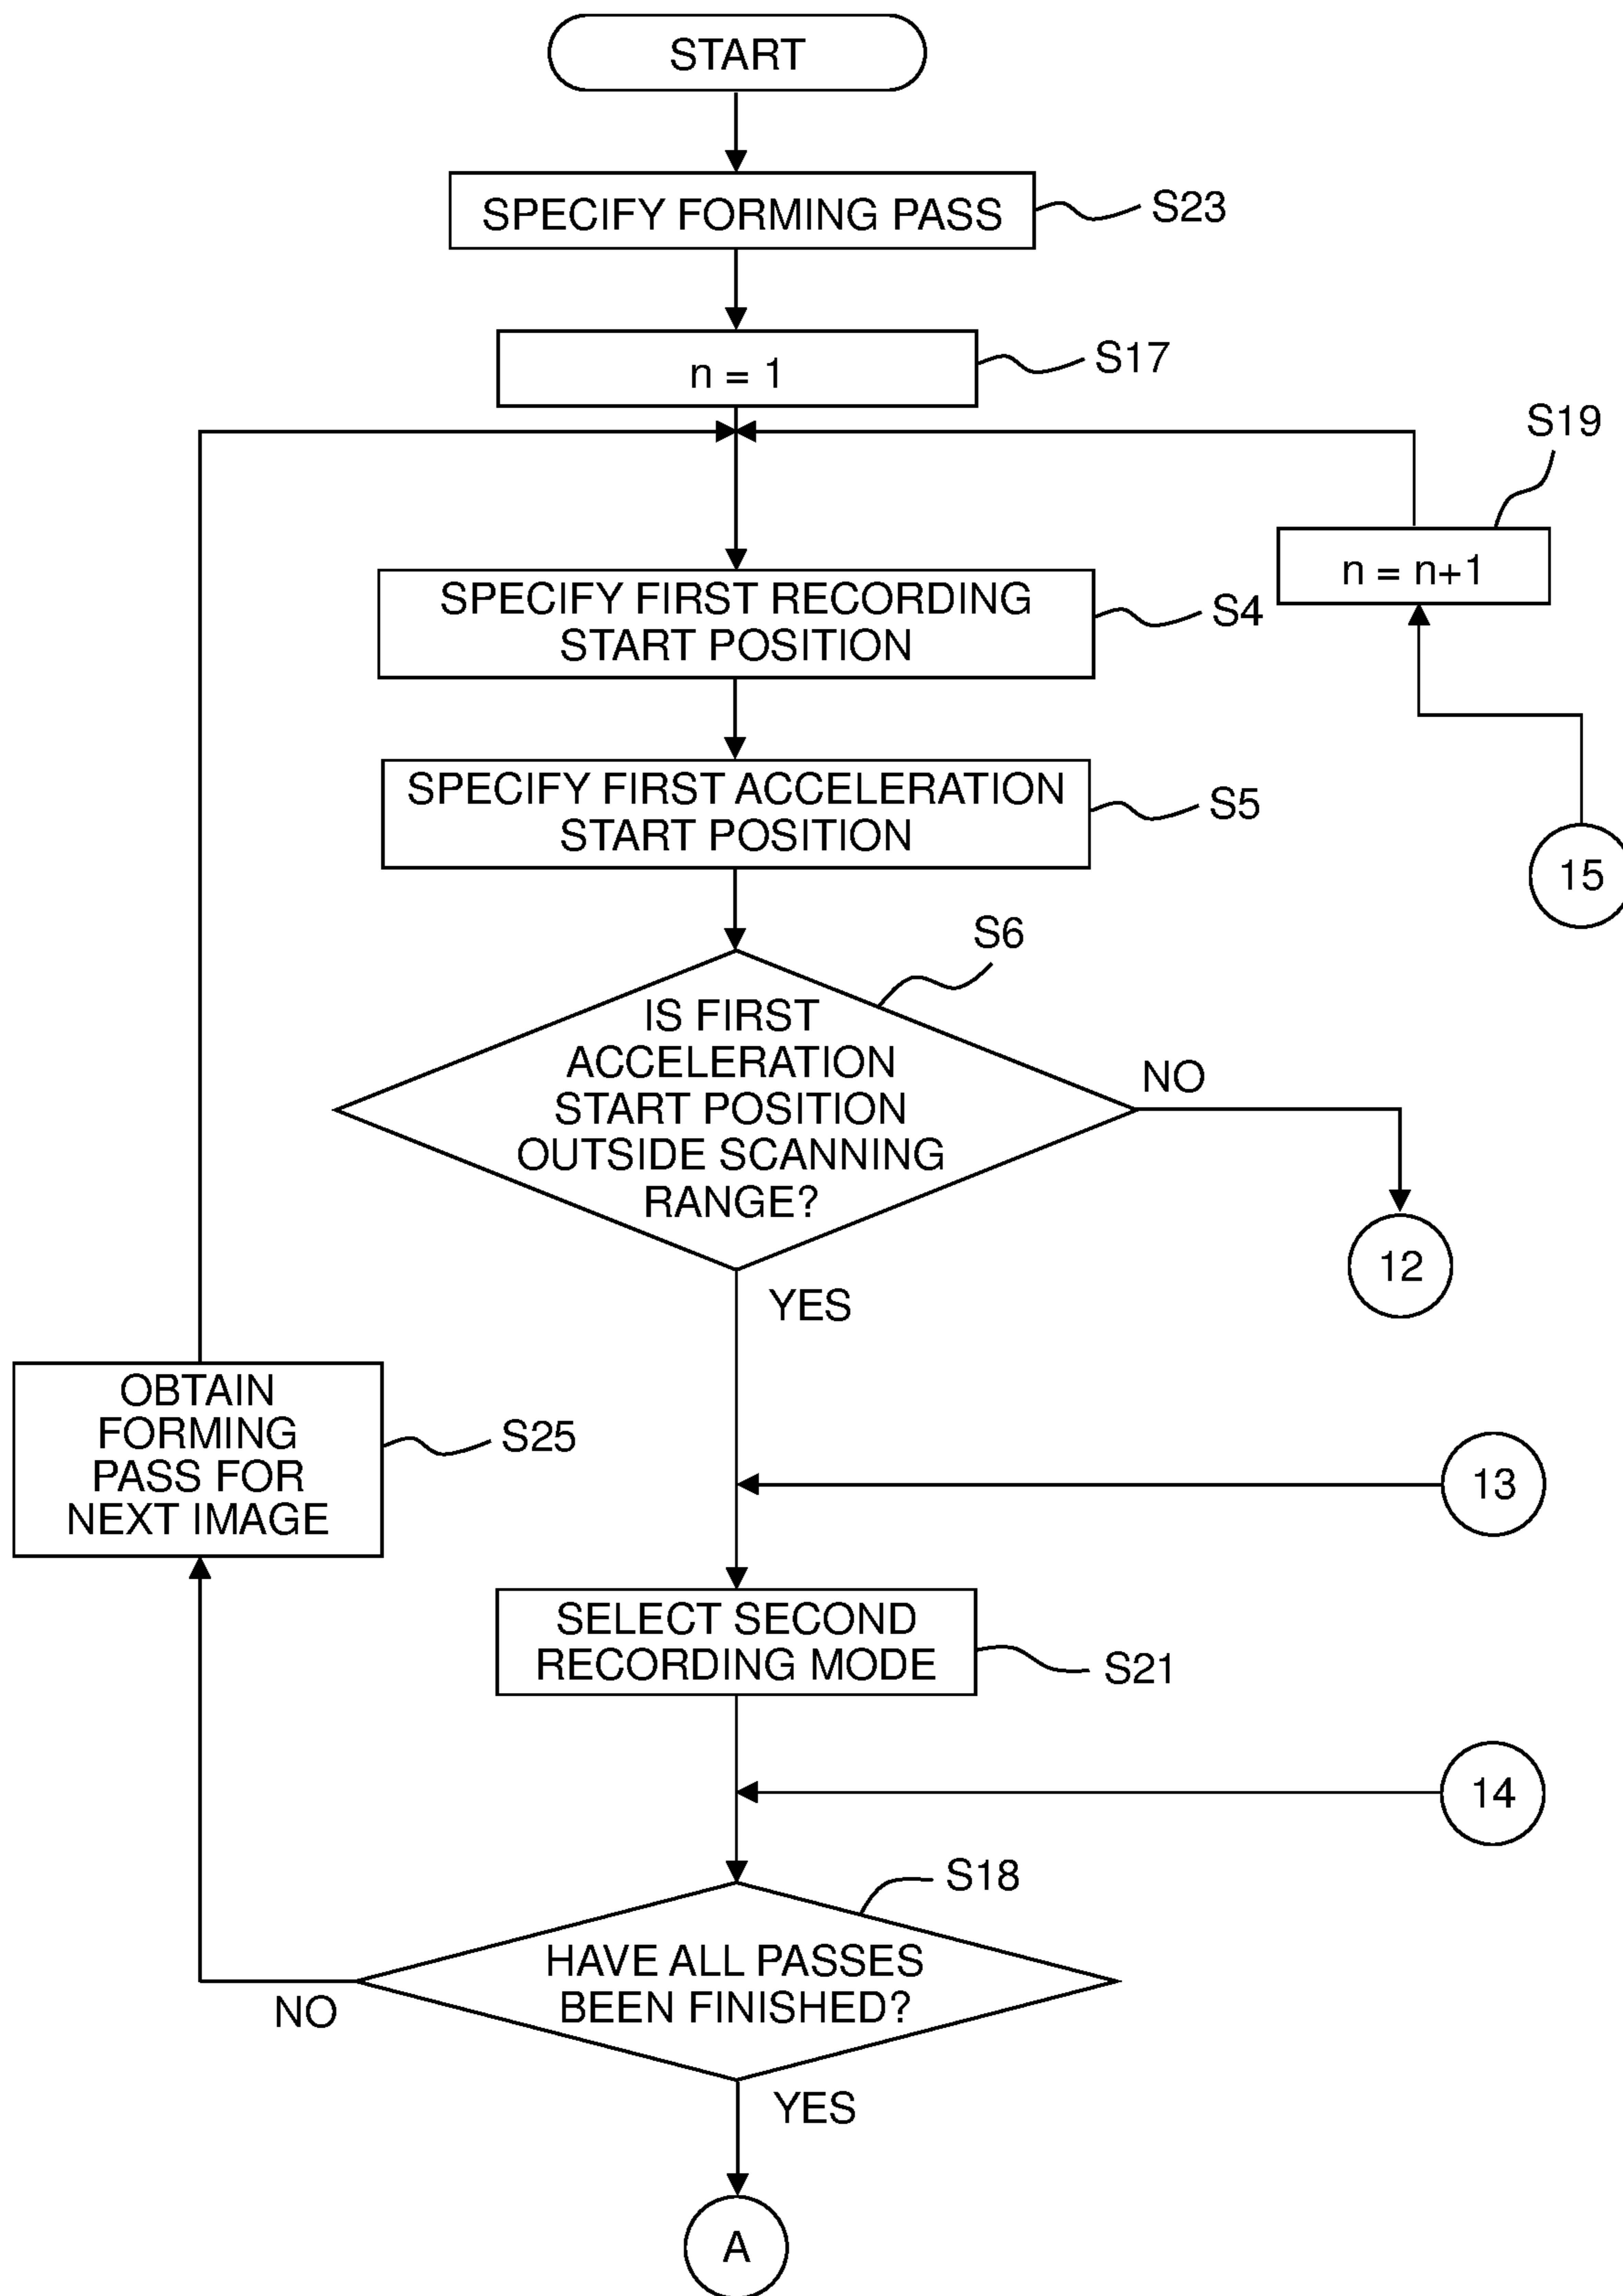 START
SPECIFY FORMING PASS
S23
n = 1
S17
S19
n = n+1
SPECIFY FIRST RECORDING
START POSITION
S4
SPECIFY FIRST ACCELERATION
START POSITION
S5
15
S6
IS FIRST
ACCELERATION
START POSITION
OUTSIDE SCANNING
RANGE?
NO
12
YES
OBTAIN
FORMING
PASS FOR
NEXT IMAGE
S25
13
SELECT SECOND
RECORDING MODE
S21
14
S18
HAVE ALL PASSES
BEEN FINISHED?
NO
YES
A